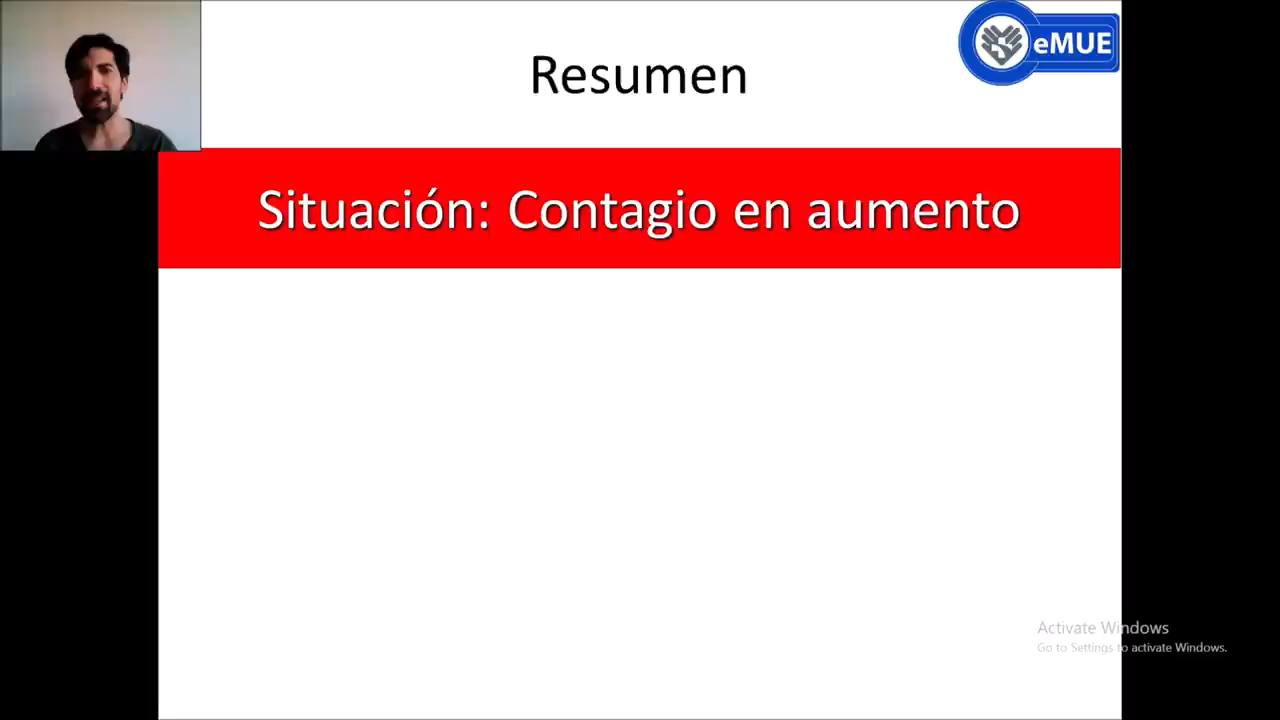 Resumen
eMUE
Situación: Contagio en aumento
Activate Windows
Go to Settings to activate Windows.